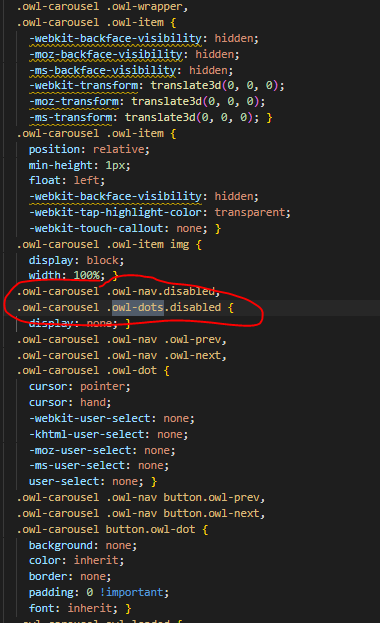 .owl-carousel .owl-wrapper,
.owl-carousel .owl-item {
-webkit-backface-visibility: hidden;
-moz-backface-visibility: hidden;
-ms-backface-visibility: hidden;
-webkit-transform: translate3d(0, 0, 0);
-moz-transform: translate3d(0, 0, 0);
-ms-transform: translate3d(0, 0, 0); }
.owl-carousel .owl-item {
position: relative;
min-height: 1px;
float: left;
-webkit-backface-visibility: hidden;
-webkit-tap-highlight-color: transparent;
-webkit-touch-callout: none; }
.owl-carousel .owl-item img {
display: block;
width: 100%; }
.owl-carousel .owl-nav.disabled,
.owl-carousel .owl-dots.disabled {
display: none; }
.owl-carousel .owl-nav .owl-prev,
.owl-carousel .owl-nav .owl-next,
.owl-carousel .owl-dot {
cursor: pointer;
cursor: hand;
-webkit-user-select: none;
-khtml-user-select: none;
-moz-user-select: none;
-ms-user-select: none;
user-select: none; }
.owl-carousel .owl-nav button.owl-prev,
.owl-carousel .owl-nav button.owl-next,
.owl-carousel button.owl-dot {
background: none;
color: inherit;
border: none;
padding: 0 !important;
font: inherit; }
.owl-carousel.owl-loaded {